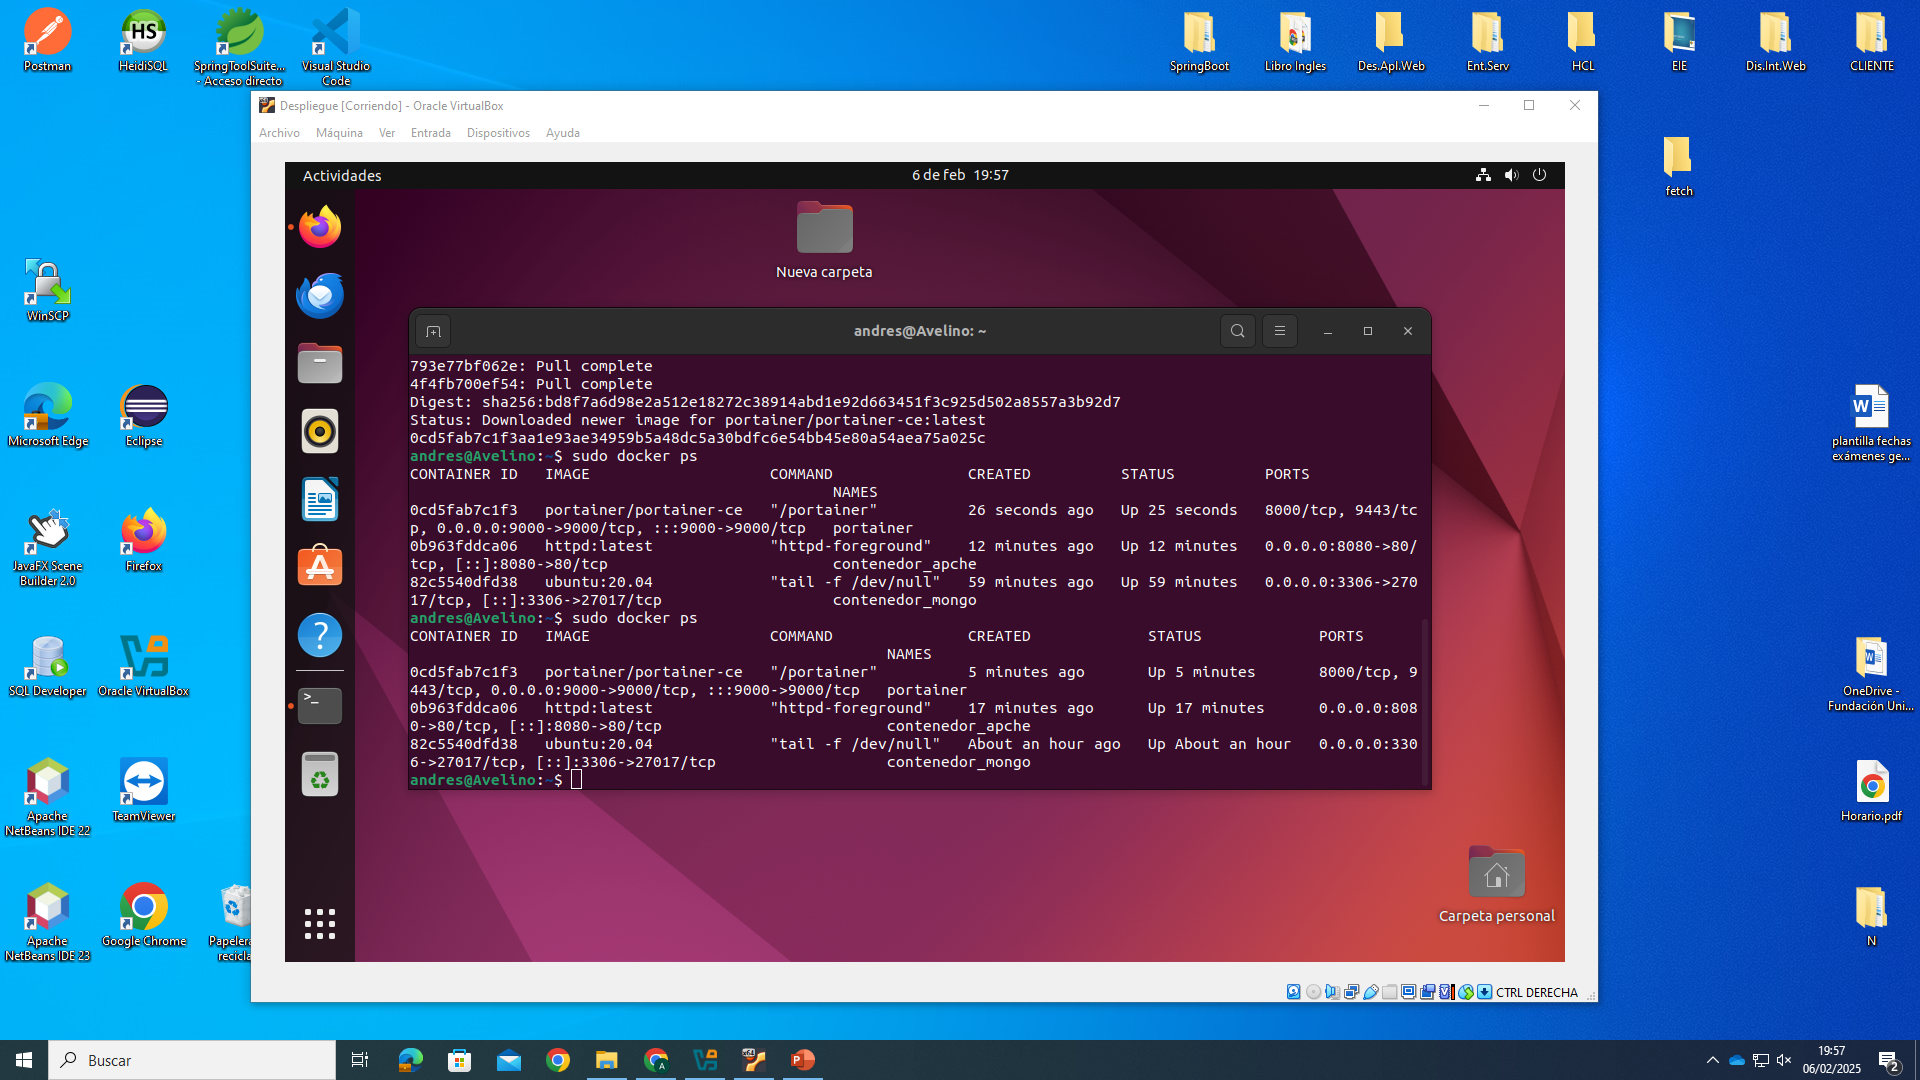 Postman
HeidiSQL
SpringToolSuite...
- Acceso directo
Visual Studio
Code
SpringBoot
Libro Ingles
Des.Apl.Web
Ent.Serv
HCL
EIE
Dis.Int.Web
CLIENTE
Despliegue [Corriendo] - Oracle VirtualBox
Archivo Máquina Ver Entrada Dispositivos Ayuda
Actividades
6 de feb 19:57
fetch
Nueva carpeta
WinSCP
andres@Avelino: ~
793e77bf062e: Pull complete
4f4fb700ef54: Pull complete
Digest: sha256:bd8f7a6d98e2a512e18272c38914abd1e92d663451f3c925d502a8557a3b92d7
Status: Downloaded newer image for portainer/portainer-ce:latest
0cd5fab7c1f3aa1e93ae34959b5a48dc5a30bdfc6e54bb45e80a54aea75a025c
andres@Avelino:~$ sudo docker ps
CONTAINER ID   IMAGE                    COMMAND               CREATED          STATUS          PORTS
                                               NAMES
0cd5fab7c1f3   portainer/portainer-ce   "/portainer"          26 seconds ago   Up 25 seconds   8000/tcp, 9443/tc
p, 0.0.0.0:9000->9000/tcp, :::9000->9000/tcp   portainer
0b963fddca06   httpd:latest             "httpd-foreground"    12 minutes ago   Up 12 minutes   0.0.0.0:8080->80/
tcp, [::]:8080->80/tcp                         contenedor_apche
82c5540dfd38   ubuntu:20.04             "tail -f /dev/null"   59 minutes ago   Up 59 minutes   0.0.0.0:3306->270
17/tcp, [::]:3306->27017/tcp                   contenedor_mongo
andres@Avelino:~$ sudo docker ps
CONTAINER ID   IMAGE                    COMMAND               CREATED             STATUS             PORTS
                                                     NAMES
0cd5fab7c1f3   portainer/portainer-ce   "/portainer"          5 minutes ago       Up 5 minutes       8000/tcp, 9
443/tcp, 0.0.0.0:9000->9000/tcp, :::9000->9000/tcp   portainer
0b963fddca06   httpd:latest             "httpd-foreground"    17 minutes ago      Up 17 minutes      0.0.0.0:808
0->80/tcp, [::]:8080->80/tcp                         contenedor_apche
82c5540dfd38   ubuntu:20.04             "tail -f /dev/null"   About an hour ago   Up About an hour   0.0.0.0:330
6->27017/tcp, [::]:3306->27017/tcp                   contenedor_mongo
andres@Avelino:~$
Microsoft Edge
Eclipse
plantilla fechas
exámenes ge...
JavaFX Scene
Builder 2.0
Firefox
SQL Developer
Oracle VirtualBox
OneDrive -
Fundación Uni...
Apache
NetBeans IDE 22
TeamViewer
Horario.pdf
Carpeta personal
Apache
NetBeans IDE 23
Google Chrome
Papelera
recicla
N
CTRL DERECHA
Buscar
19:57
06/02/2025
2